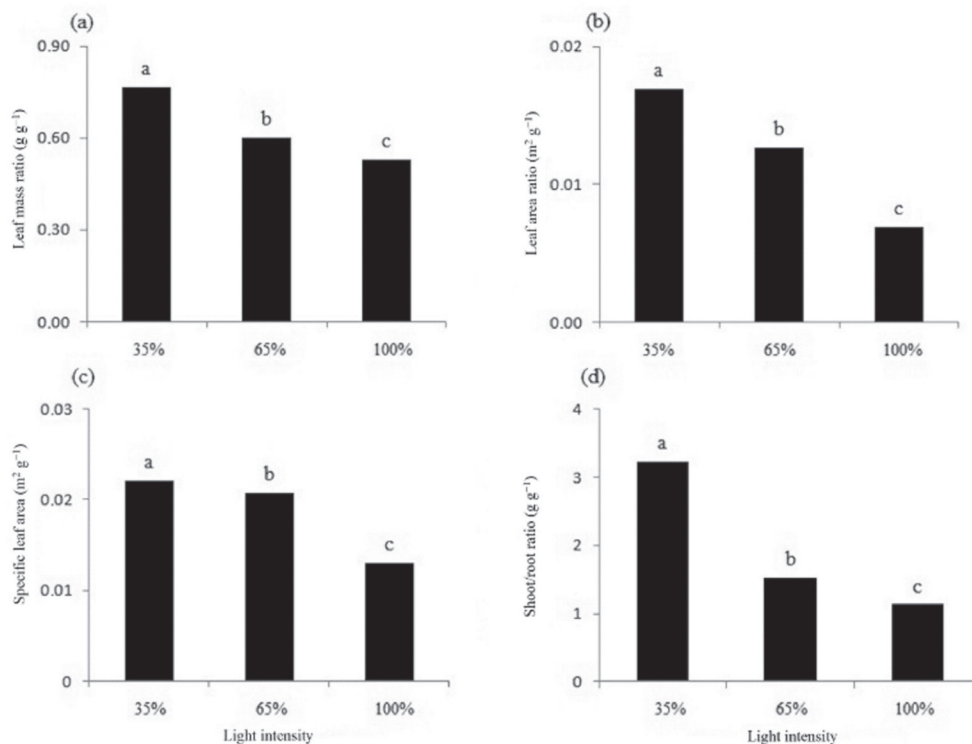 (a)
Leaf mass ratio (g g⁻¹)
0.90
0.60
0.30
0.00
a
b
c
35% 65% 100%
(b)
Leaf area ratio (m² g⁻¹)
0.02
0.01
0.00
a
b
c
35% 65% 100%
(c)
Specific leaf area (m² g⁻¹)
0.03
0.02
0.01
0
a
b
c
35% 65% 100%
Light intensity
(d)
Shoot/root ratio (g g⁻¹)
4
3
2
1
0
a
b
c
35% 65% 100%
Light intensity